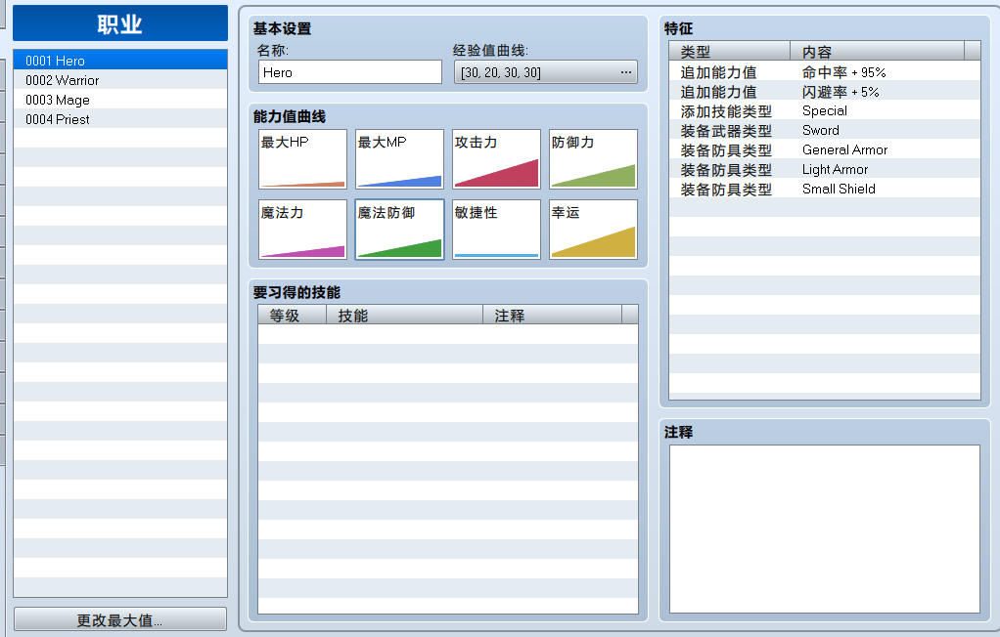 职业
0001 Hero
0002 Warrior
0003 Mage
0004 Priest
更改最大值...
基本设置
名称:
经验值曲线:
Hero
[30, 20, 30, 30]
...
能力值曲线
最大HP
最大MP
攻击力
防御力
魔法力
魔法防御
敏捷性
幸运
要习得的技能
等级 技能 注释
特征
类型 内容
追加能力值 命中率 + 95%
追加能力值 闪避率 + 5%
添加技能类型 Special
装备武器类型 Sword
装备防具类型 General Armor
装备防具类型 Light Armor
装备防具类型 Small Shield
注释